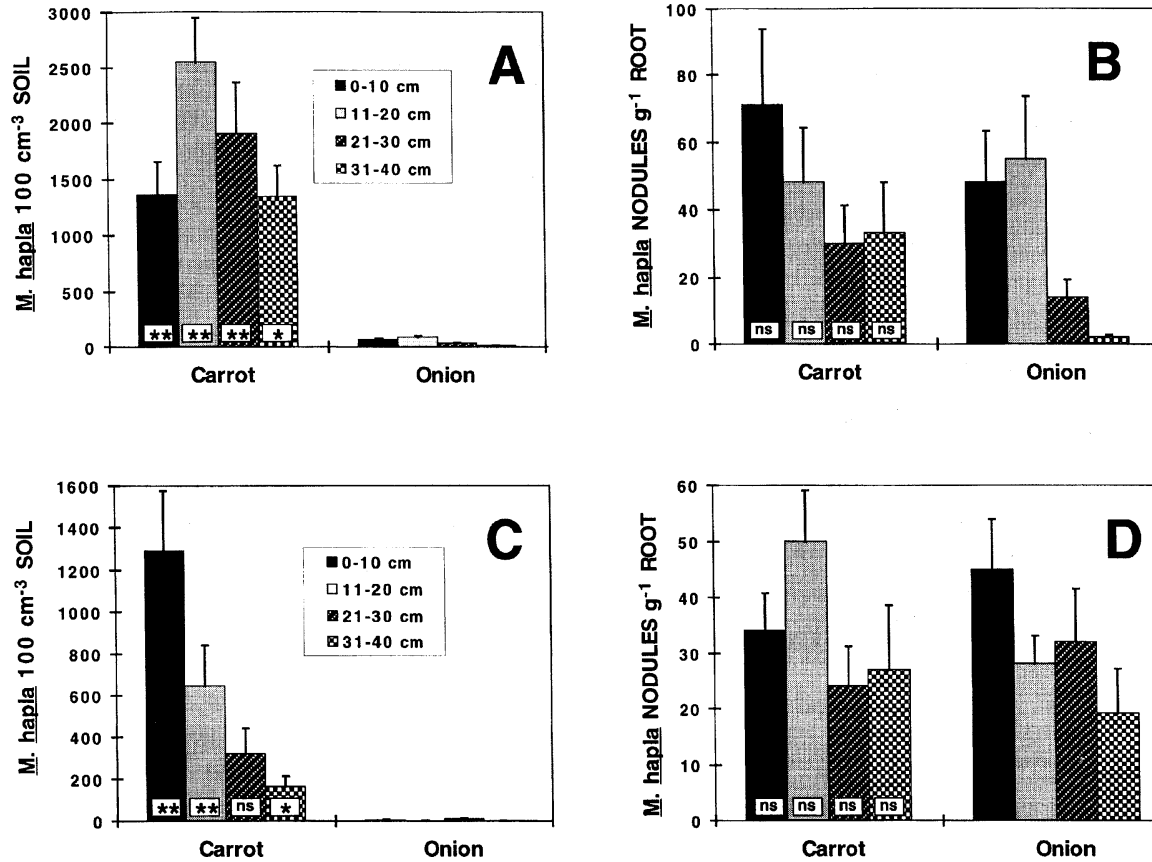 A
M. hapla 100 cm-3 SOIL
3000
2500
2000
1500
1000
500
0
0-10 cm
11-20 cm
21-30 cm
31-40 cm
** ** ** *
Carrot Onion
B
M. hapla NODULES g-1 ROOT
100
80
60
40
20
0
ns ns ns ns
Carrot Onion
C
M. hapla 100 cm-3 SOIL
1600
1400
1200
1000
800
600
400
200
0
0-10 cm
11-20 cm
21-30 cm
31-40 cm
** ** ns *
Carrot Onion
D
M. hapla NODULES g-1 ROOT
60
50
40
30
20
10
0
ns ns ns ns
Carrot Onion